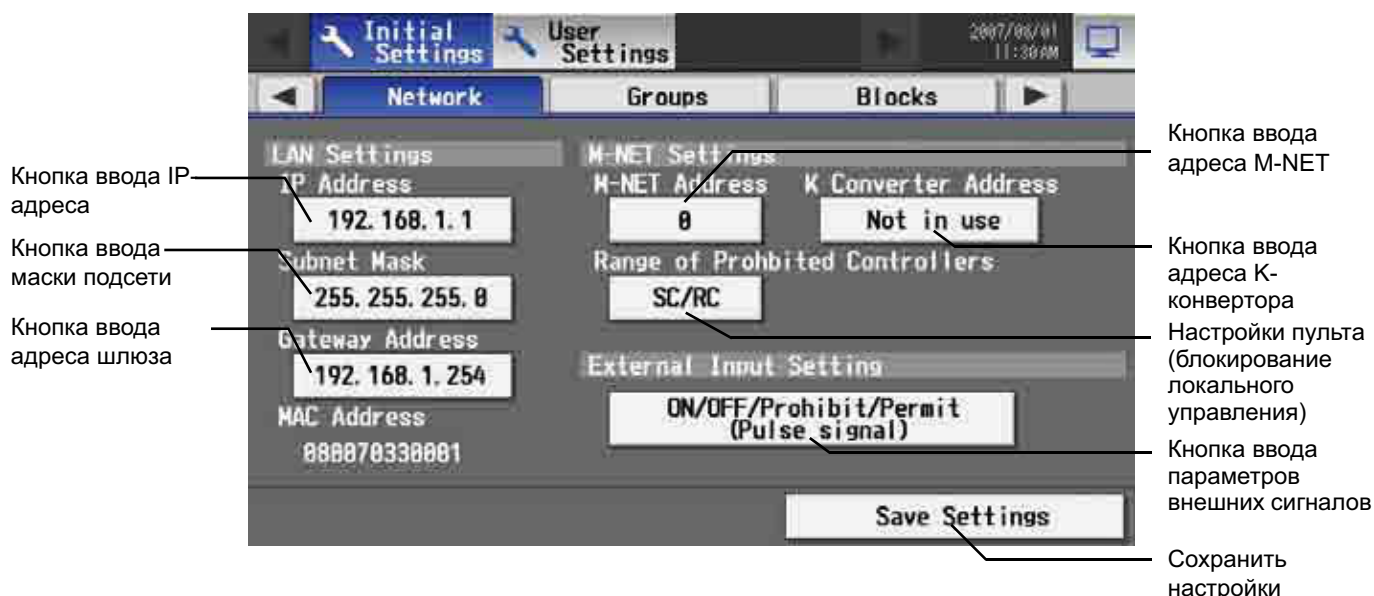 Initial
Settings
User
Settings
2007/08/01
11:30 AM
Network
Groups
Blocks
LAN Settings
IP Address
192.168.1.1
Subnet Mask
255.255.255.0
Gateway Address
192.168.1.254
MAC Address
080070330001
M-NET Settings
M-NET Address
0
K Converter Address
Not in use
Range of Prohbited Controllers
SC/RC
External Input Setting
ON/OFF/Prohibit/Permit
(Pulse signal)
Save Settings
Кнопка ввода IP-
адреса
Кнопка ввода
маски подсети
Кнопка ввода
адреса шлюза
Кнопка ввода
адреса M-NET
Кнопка ввода
адреса K-
конвертора
Настройки пульта
(блокирование
локального
управления)
Кнопка ввода
параметров
внешних сигналов
Сохранить
настройки